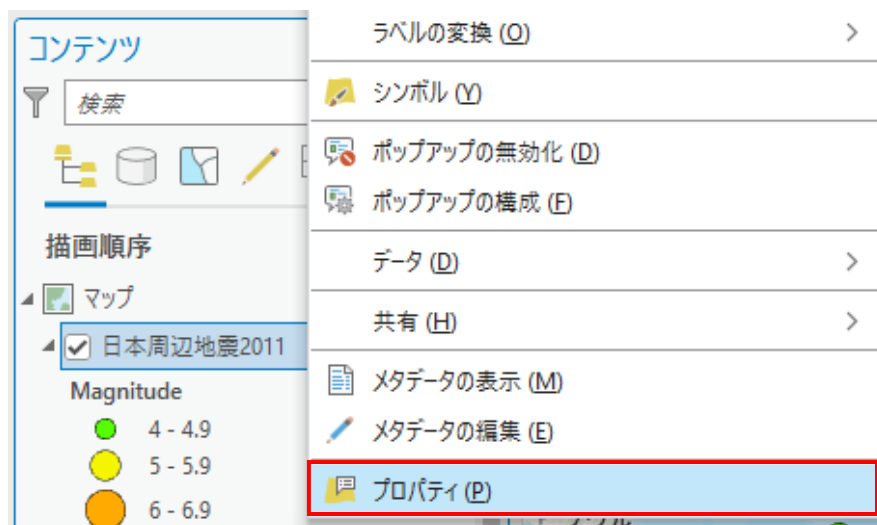 コンテンツ
検索
描画順序
マップ
日本周辺地震2011
Magnitude
4 - 4.9
5 - 5.9
6 - 6.9
ラベルの変換 (O)
シンボル (Y)
ポップアップの無効化 (D)
ポップアップの構成 (F)
データ (D)
共有 (H)
メタデータの表示 (M)
メタデータの編集 (E)
プロパティ (P)